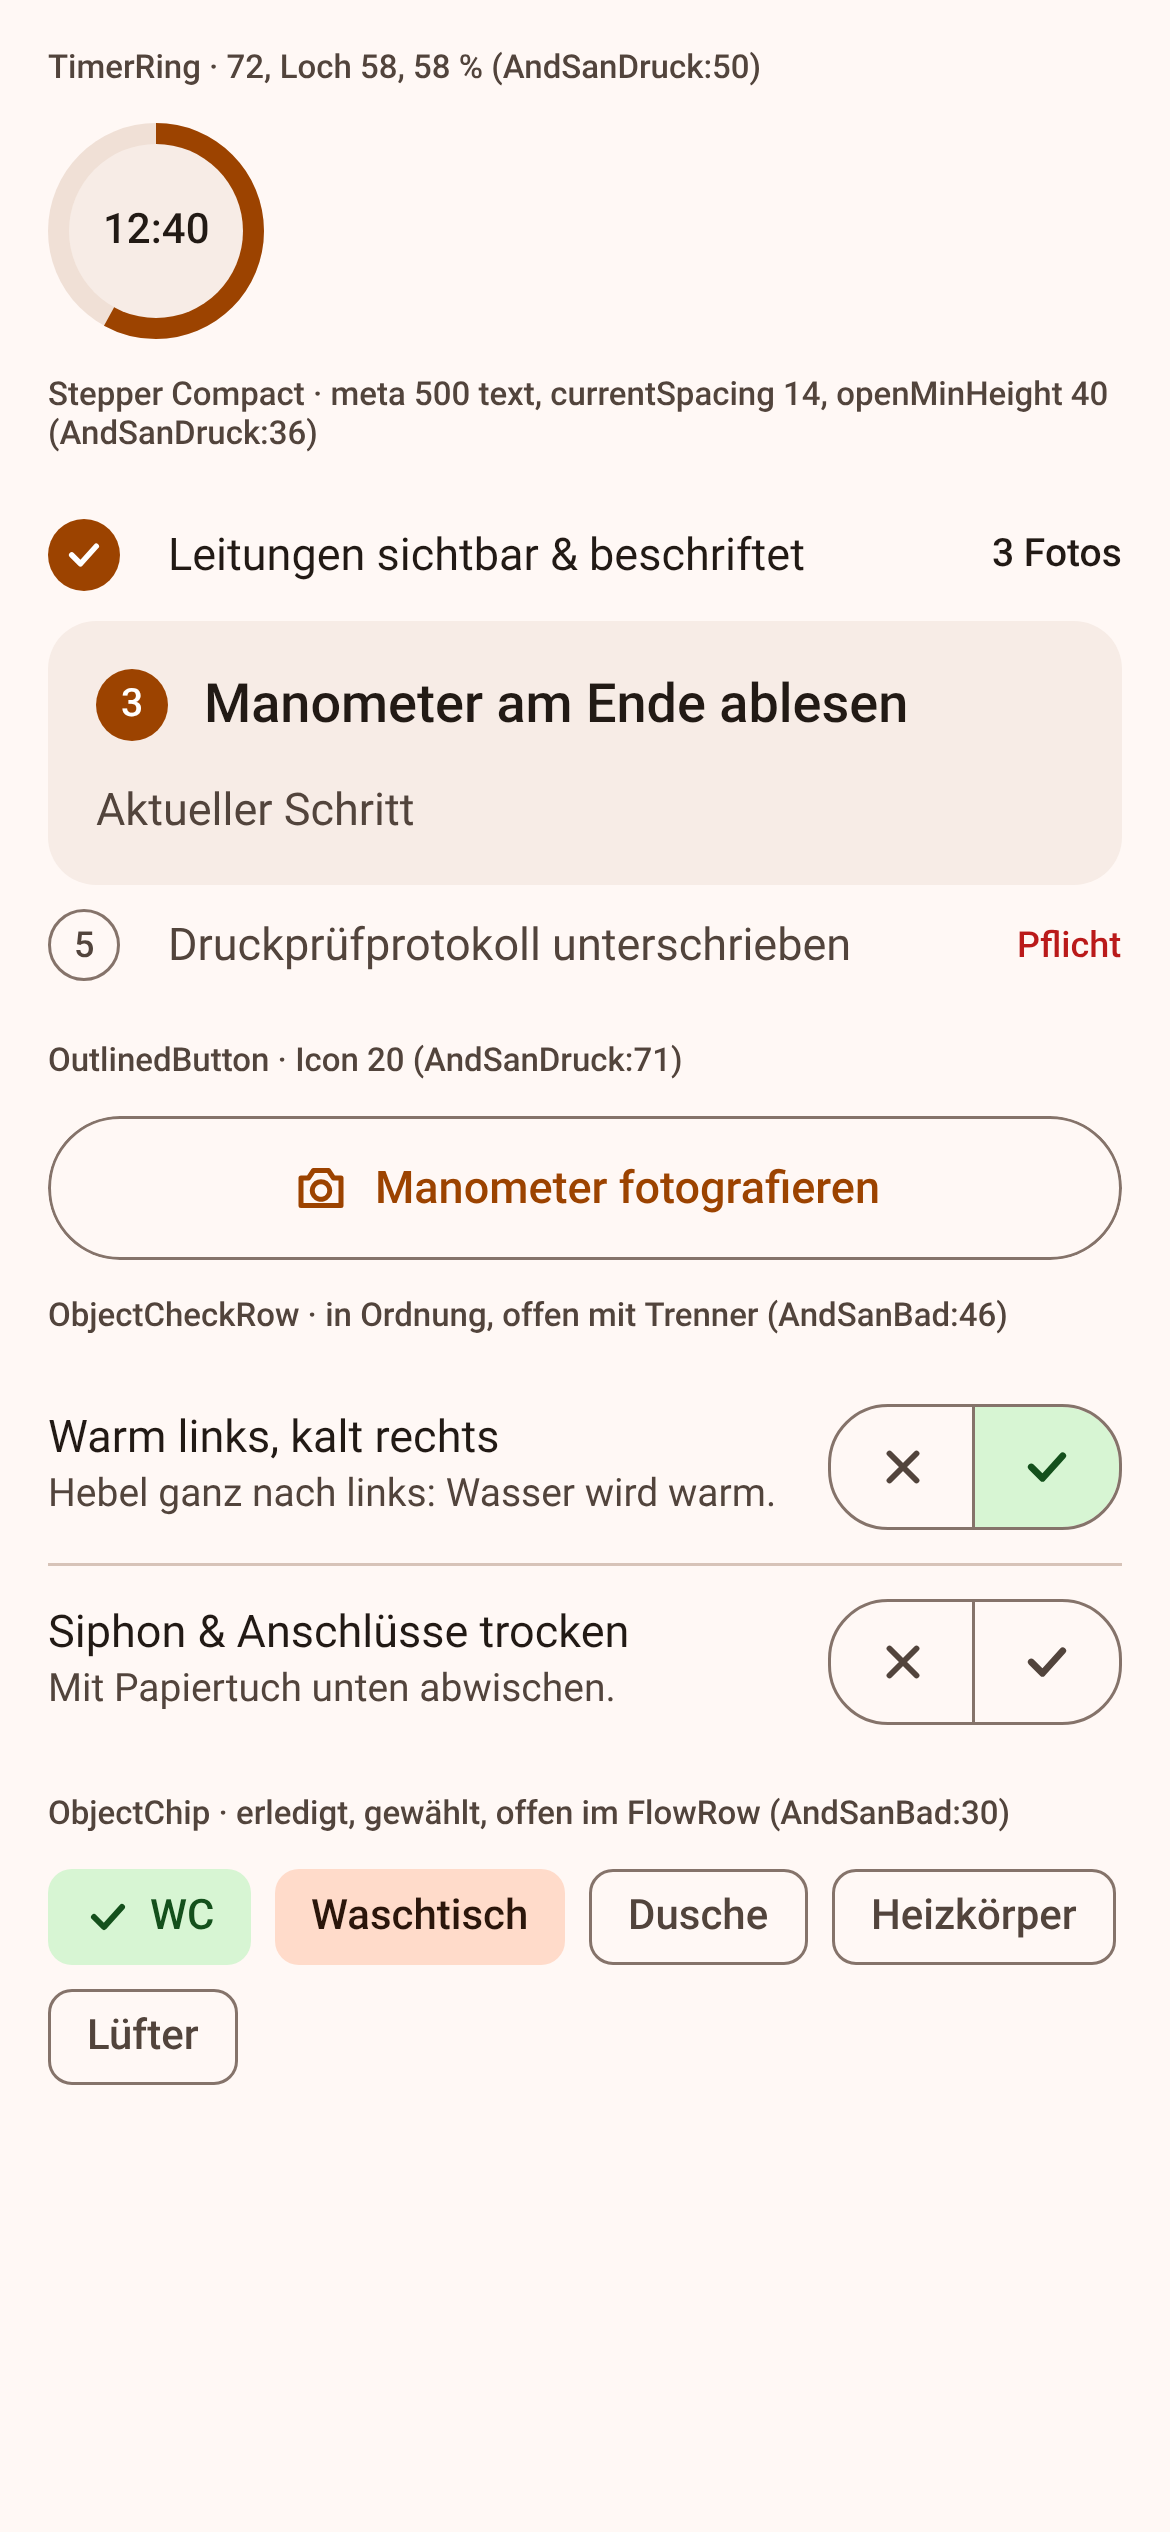 TimerRing · 72, Loch 58, 58 % (AndSanDruck:50)
12:40
Stepper Compact · meta 500 text, currentSpacing 14, openMinHeight 40
(AndSanDruck:36)
Leitungen sichtbar & beschriftet 3 Fotos
3 Manometer am Ende ablesen
Aktueller Schritt
5 Druckprüfprotokoll unterschrieben Pflicht
OutlinedButton · Icon 20 (AndSanDruck:71)
Manometer fotografieren
ObjectCheckRow · in Ordnung, offen mit Trenner (AndSanBad:46)
Warm links, kalt rechts
Hebel ganz nach links: Wasser wird warm.
Siphon & Anschlüsse trocken
Mit Papiertuch unten abwischen.
ObjectChip · erledigt, gewählt, offen im FlowRow (AndSanBad:30)
WC Waschtisch Dusche Heizkörper
Lüfter